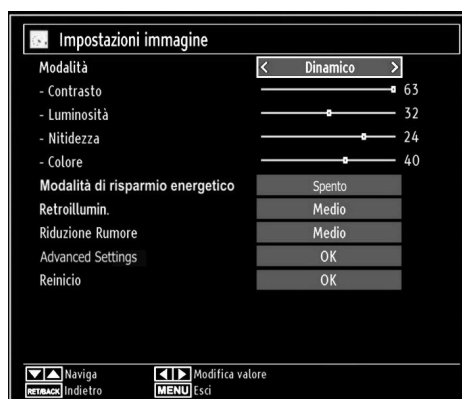 Impostazioni immagine
Modalità Dinamico
- Contrasto 63
- Luminosità 32
- Nitidezza 24
- Colore 40
Modalità di risparmio energetico Spento
Retroillumin. Medio
Riduzione Rumore Medio
Advanced Settings OK
Reinicio OK
Naviga Modifica valore
RET/BACK Indietro MENU Esci